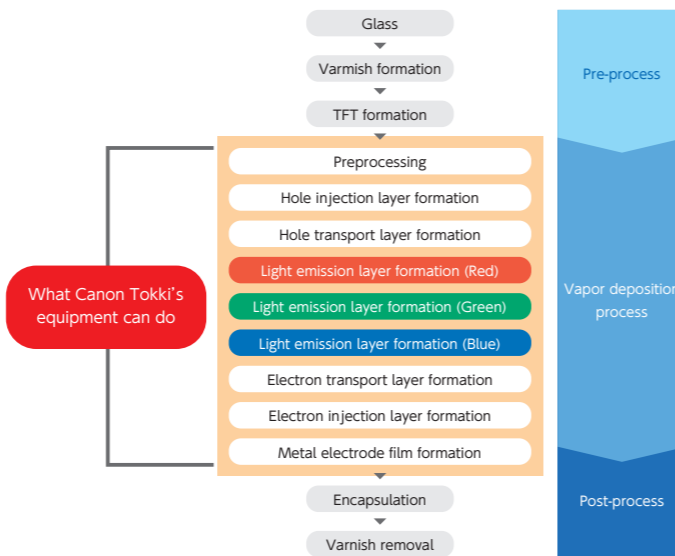 Glass
Varmish formation
TFT formation
Pre-process
Preprocessing
Hole injection layer formation
Hole transport layer formation
Light emission layer formation (Red)
Light emission layer formation (Green)
Light emission layer formation (Blue)
Electron transport layer formation
Electron injection layer formation
Metal electrode film formation
What Canon Tokki's
equipment can do
Vapor deposition
process
Encapsulation
Varnish removal
Post-process